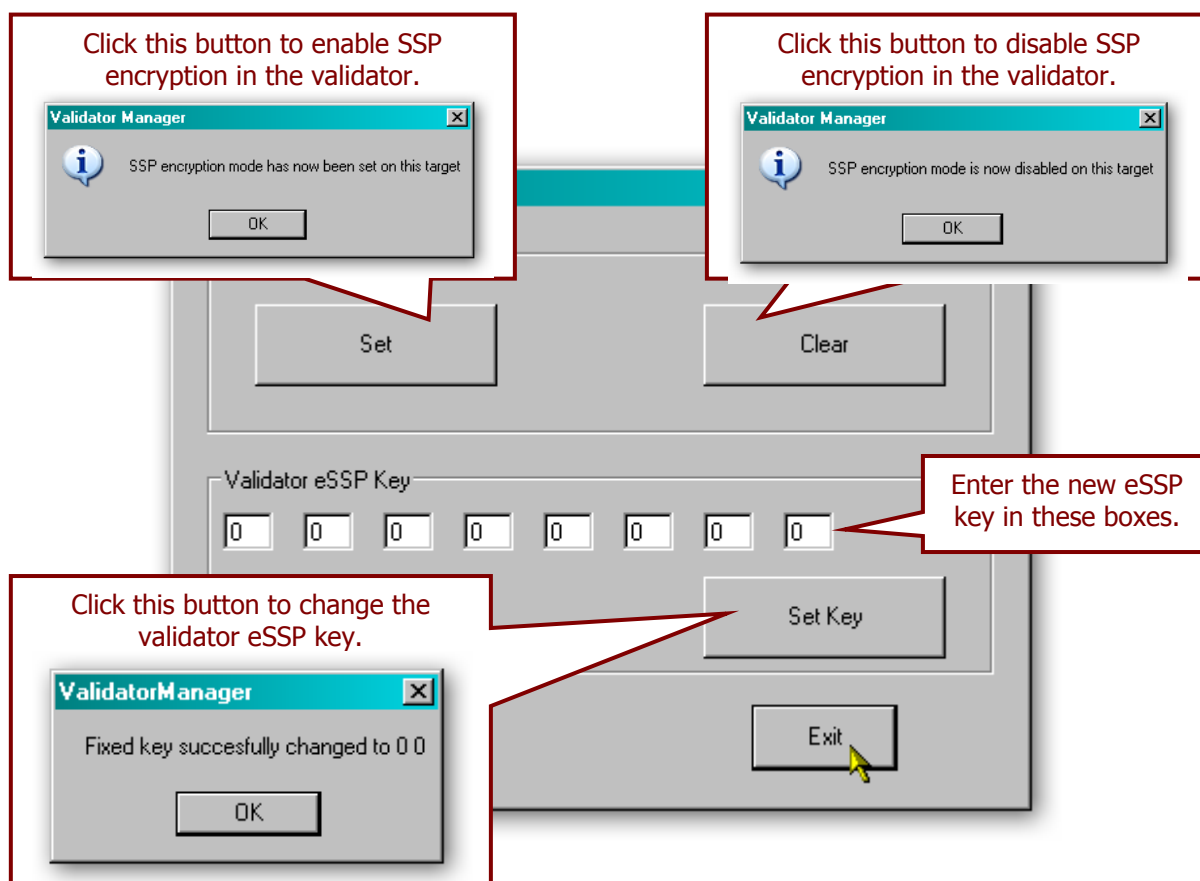 Click this button to enable SSP
encryption in the validator.
Validator Manager
SSP encryption mode has now been set on this target
OK
Click this button to disable SSP
encryption in the validator.
Validator Manager
SSP encryption mode is now disabled on this target
OK
Set
Clear
Validator eSSP Key
0 0 0 0 0 0 0 0
Enter the new eSSP
key in these boxes.
Click this button to change the
validator eSSP key.
ValidatorManager
Fixed key succesfully changed to 0 0
OK
Set Key
Exit